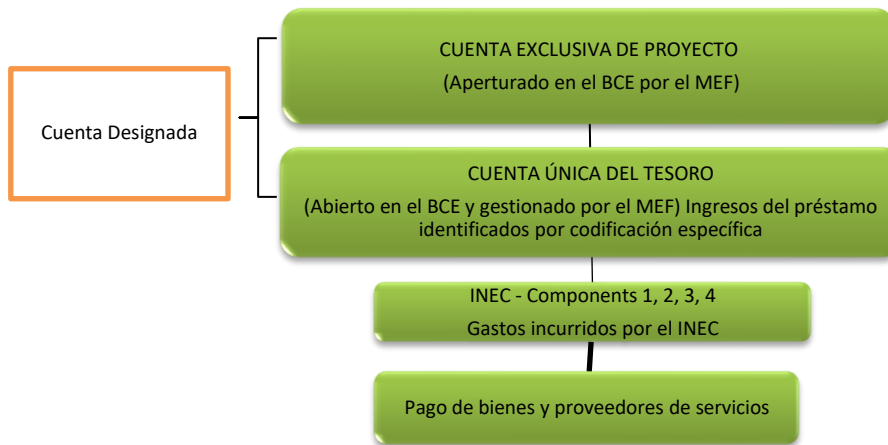 CUENTA EXCLUSIVA DE PROYECTO
(Aperturado en el BCE por el MEF)
Cuenta Designada
CUENTA ÚNICA DEL TESORO
(Abierto en el BCE y gestionado por el MEF) Ingresos del préstamo
identificados por codificación específica
INEC - Components 1, 2, 3, 4
Gastos incurridos por el INEC
Pago de bienes y proveedores de servicios